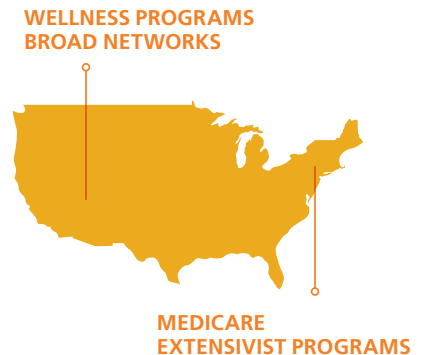 WELLNESS PROGRAMS
BROAD NETWORKS
MEDICARE
EXTENSIVIST PROGRAMS